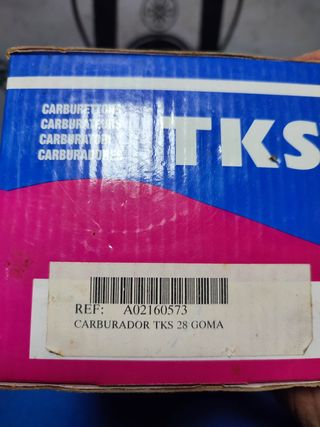 CARBURETTORS
CARBURATEURS
CARBURATORI
CARBURADORES
TKS
REF: A02160573
CARBURADOR TKS 28 GOMA